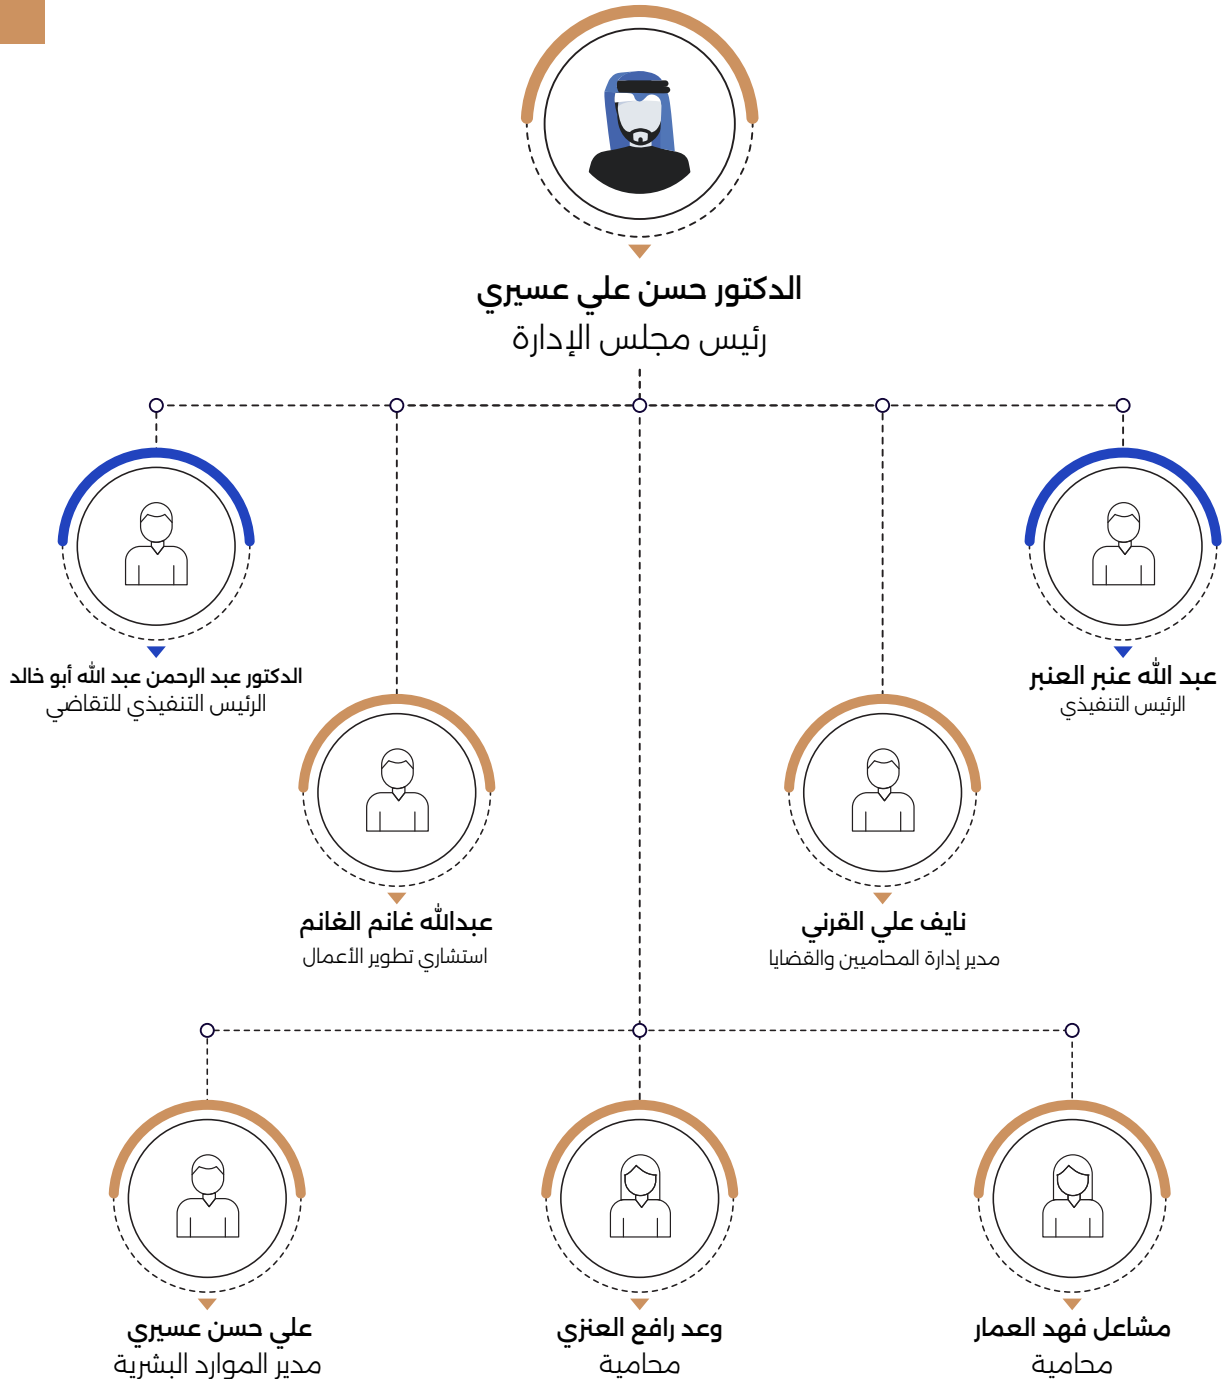 الدكتور حسن علي عسيري
رئيس مجلس الإدارة
عبد الله عنبر العنبر
الرئيس التنفيذي
الدكتور عبد الرحمن عبد الله أبو خالد
الرئيس التنفيذي للتقاضي
نايف علي القرني
مدير إدارة المحاميين والقضايا
عبدالله غانم الغانم
استشاري تطوير الأعمال
مشاعل فهد العمار
محامية
وعد رافع العنزي
محامية
علي حسن عسيري
مدير الموارد البشرية